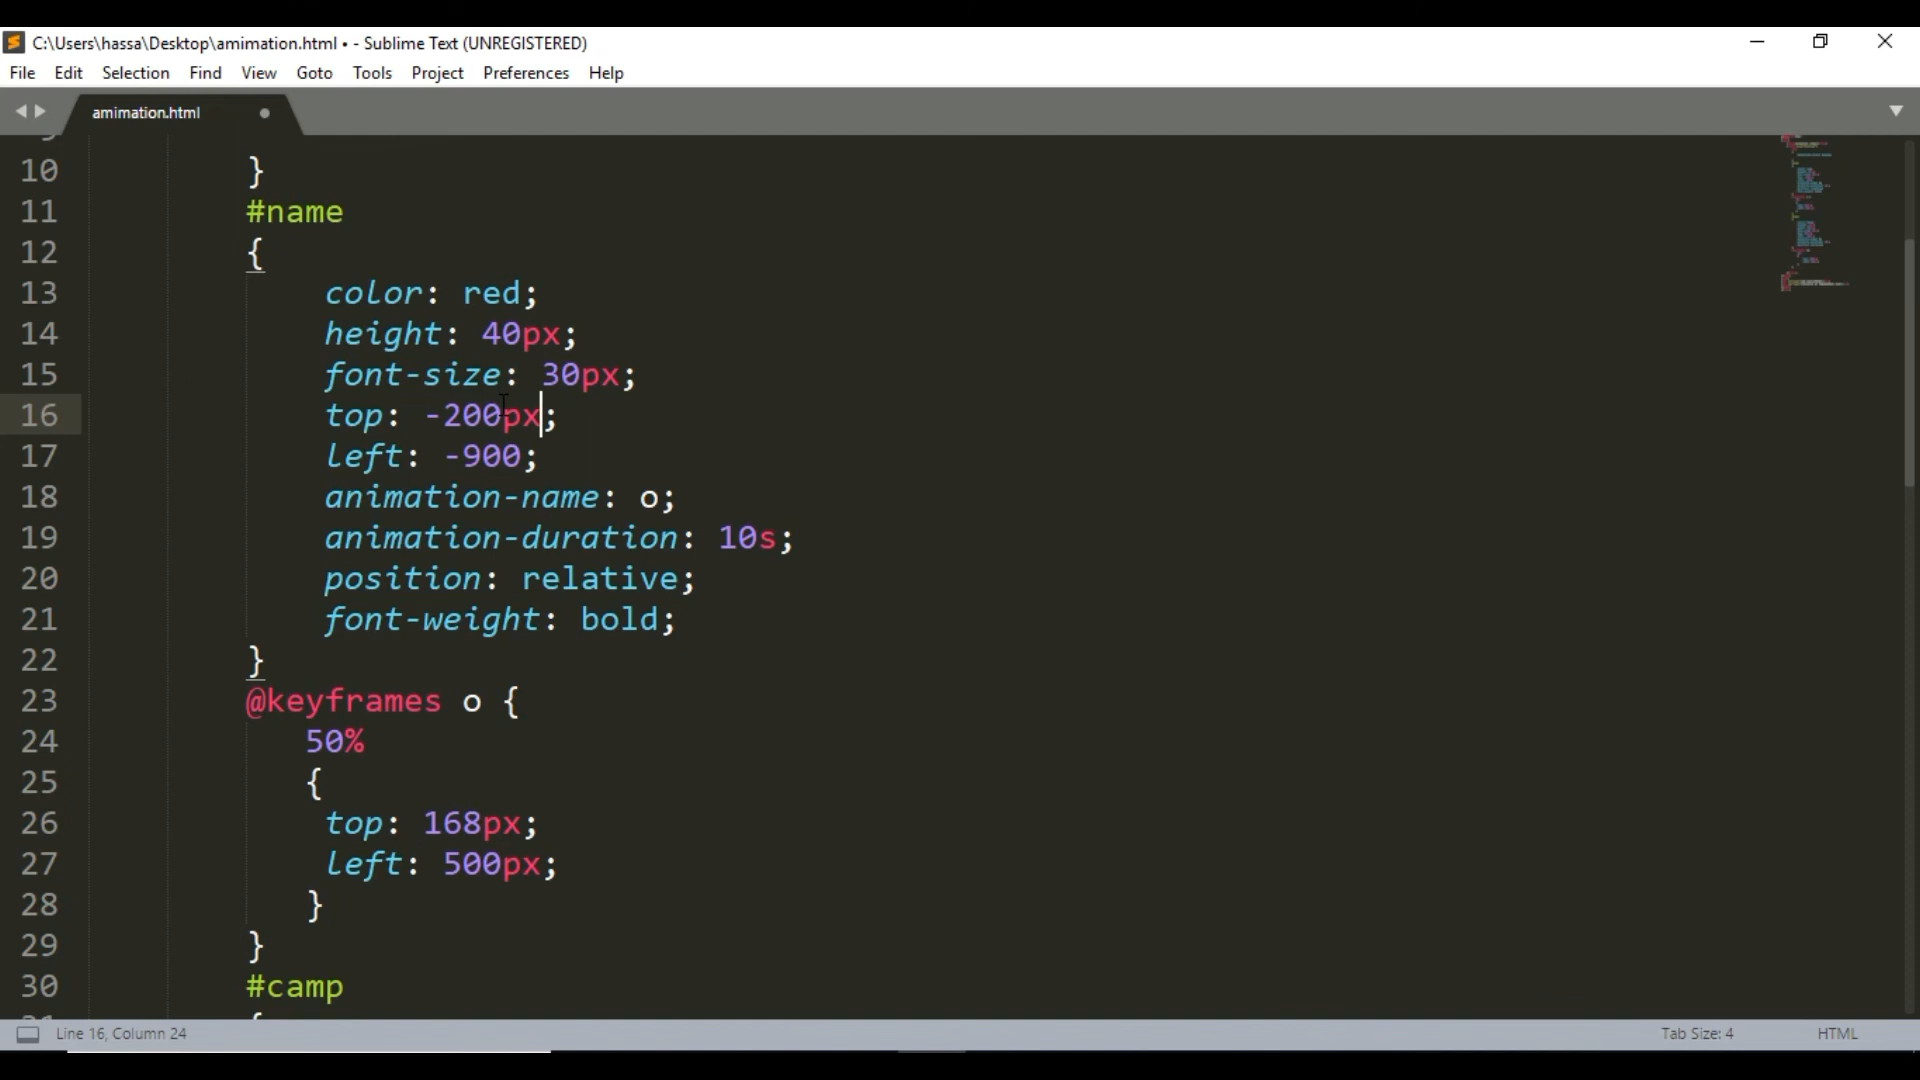 C:\Users\hassa\Desktop\amimation.html • - Sublime Text (UNREGISTERED)
File Edit Selection Find View Goto Tools Project Preferences Help
amimation.html
10 }
11 #name
12 {
13 color: red;
14 height: 40px;
15 font-size: 30px;
16 top: -200px;
17 left: -900;
18 animation-name: o;
19 animation-duration: 10s;
20 position: relative;
21 font-weight: bold;
22 }
23 @keyframes o {
24 50%
25 {
26 top: 168px;
27 left: 500px;
28 }
29 }
30 #camp
Line 16, Column 24 Tab Size: 4 HTML